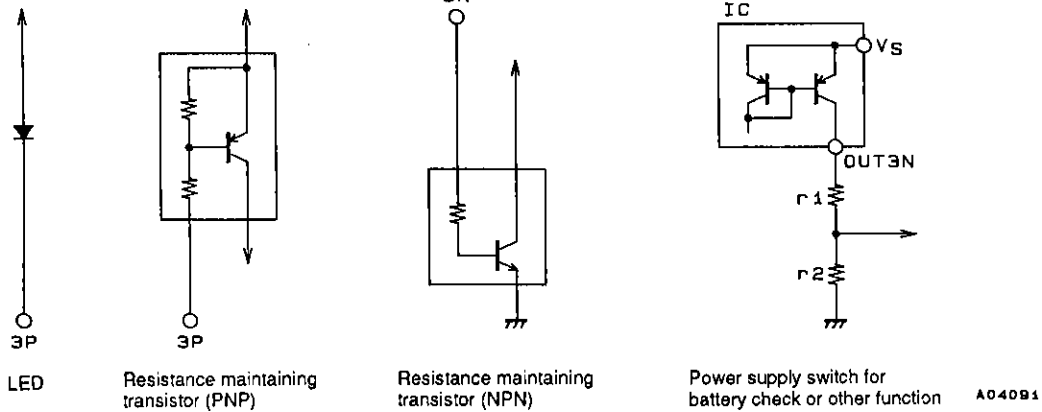 IC
VS
OUT3N
r1
r2
3P
3P
LED
Resistance maintaining
transistor (PNP)
Resistance maintaining
transistor (NPN)
Power supply switch for
battery check or other function
A04091